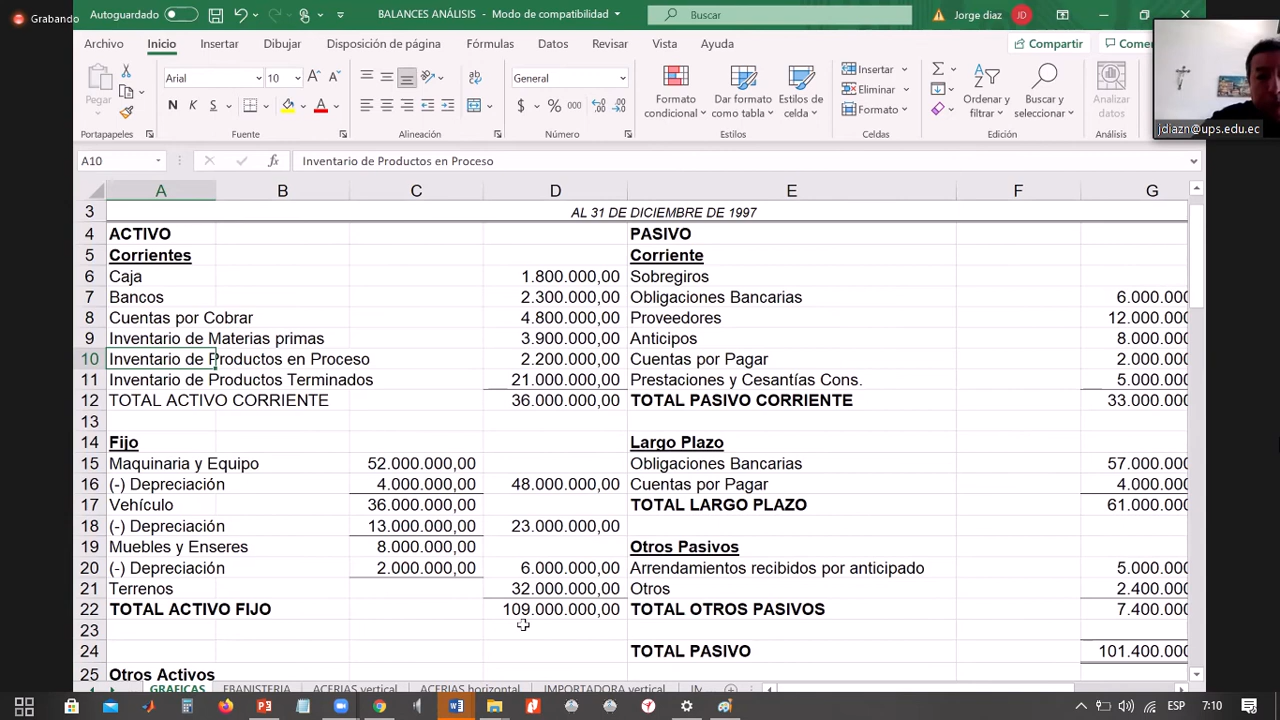 Grabando
Autoguardado
BALANCES ANÁLISIS - Modo de compatibilidad
Buscar
Jorge diaz
JD
Archivo Inicio Insertar Dibujar Disposición de página Fórmulas Datos Revisar Vista Ayuda
Compartir
Comen
Pegar
Arial
10
N K S
General
Formato condicional
Dar formato como tabla
Estilos de celda
Insertar
Eliminar
Formato
Ordenar y filtrar
Buscar y seleccionar
Analizar datos
Portapapeles
Fuente
Alineación
Número
Estilos
Celdas
Edición
Análisis
jdiazn@ups.edu.ec
A10
fx
Inventario de Productos en Proceso
A B C D E F G
3 AL 31 DE DICIEMBRE DE 1997
4 ACTIVO PASIVO
5 Corrientes Corriente
6 Caja 1.800.000,00 Sobregiros
7 Bancos 2.300.000,00 Obligaciones Bancarias 6.000.000
8 Cuentas por Cobrar 4.800.000,00 Proveedores 12.000.000
9 Inventario de Materias primas 3.900.000,00 Anticipos 8.000.000
10 Inventario de Productos en Proceso 2.200.000,00 Cuentas por Pagar 2.000.000
11 Inventario de Productos Terminados 21.000.000,00 Prestaciones y Cesantías Cons. 5.000.000
12 TOTAL ACTIVO CORRIENTE 36.000.000,00 TOTAL PASIVO CORRIENTE 33.000.000
13
14 Fijo Largo Plazo
15 Maquinaria y Equipo 52.000.000,00 Obligaciones Bancarias 57.000.000
16 (-) Depreciación 4.000.000,00 48.000.000,00 Cuentas por Pagar 4.000.000
17 Vehículo 36.000.000,00 TOTAL LARGO PLAZO 61.000.000
18 (-) Depreciación 13.000.000,00 23.000.000,00
19 Muebles y Enseres 8.000.000,00 Otros Pasivos
20 (-) Depreciación 2.000.000,00 6.000.000,00 Arrendamientos recibidos por anticipado 5.000.000
21 Terrenos 32.000.000,00 Otros 2.400.000
22 TOTAL ACTIVO FIJO 109.000.000,00 TOTAL OTROS PASIVOS 7.400.000
23
24 TOTAL PASIVO 101.400.000
25 Otros Activos
GRAFICAS EBANISTERIA ACERIAS vertical ACERIAS horizontal IMPORTADORA vertical
ESP
7:10